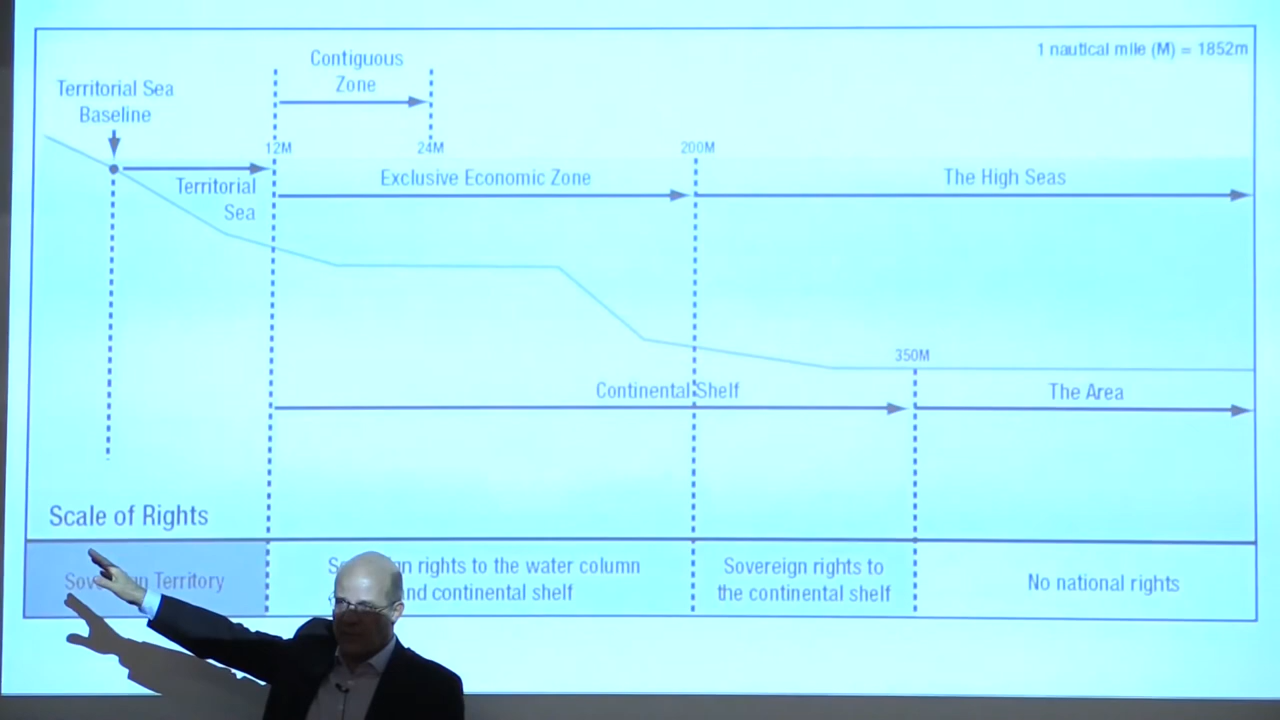 1 nautical mile (M) = 1852m
Contiguous
Zone
Territorial Sea
Baseline
12M
24M
200M
Territorial
Sea
Exclusive Economic Zone
The High Seas
350M
Continental Shelf
The Area
Scale of Rights
Territory
rights to the water column
continental shelf
Sovereign rights to
the continental shelf
No national rights